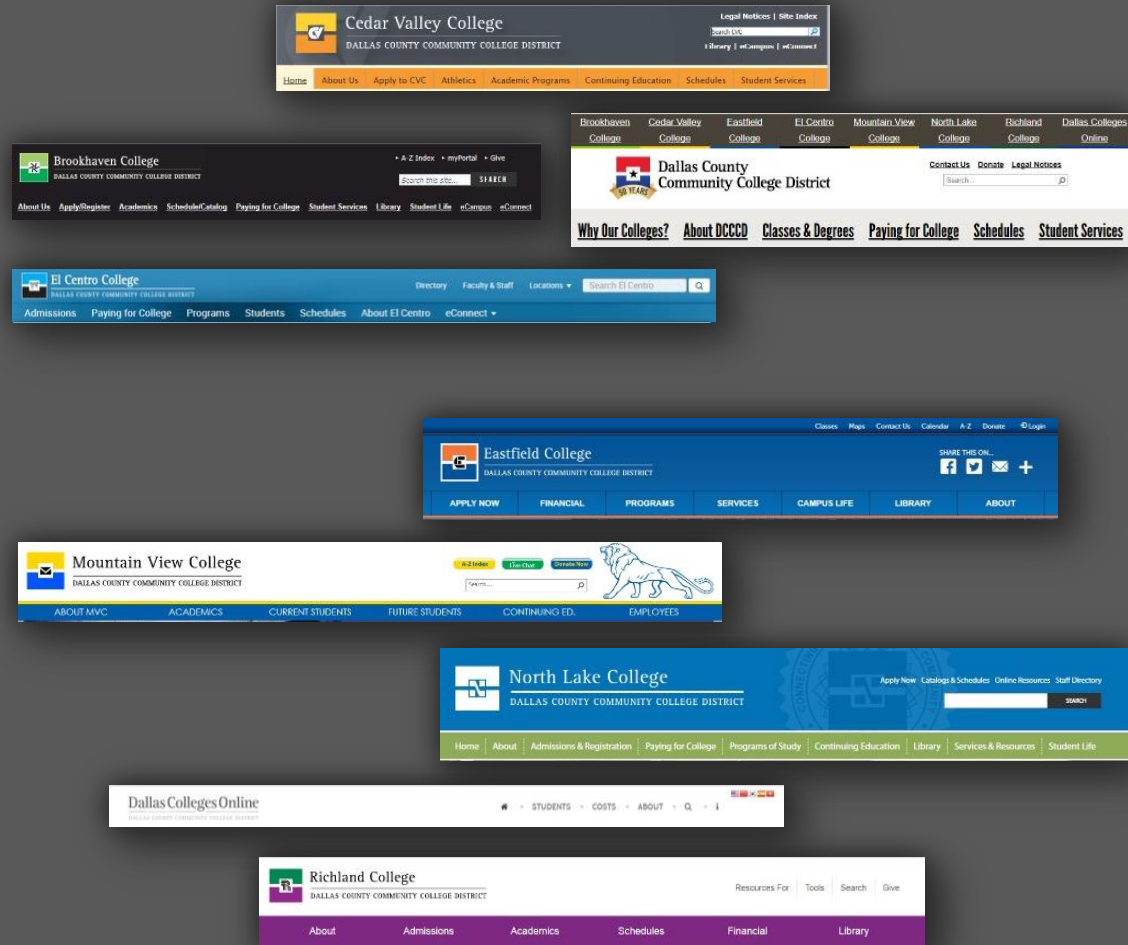 Cedar Valley College
DALLAS COUNTY COMMUNITY COLLEGE DISTRICT
Legal Notices | Site Index
Search CVC
Library | eCampus | eConnect
Home About Us Apply to CVC Athletics Academic Programs Continuing Education Schedules Student Services
Brookhaven College Cedar Valley College Eastfield College El Centro College Mountain View College North Lake College Richland College Dallas Colleges Online
Dallas County
Community College District
50 YEARS
Contact Us Donate Legal Notices
Search...
Why Our Colleges? About DCCCD Classes & Degrees Paying for College Schedules Student Services
Brookhaven College
DALLAS COUNTY COMMUNITY COLLEGE DISTRICT
A-Z Index myPortal Give
Search this site... SEARCH
About Us Apply/Register Academics Schedule/Catalog Paying for College Student Services Library Student Life eCampus eConnect
El Centro College
DALLAS COUNTY COMMUNITY COLLEGE DISTRICT
Directory Faculty & Staff Locations Search El Centro
Admissions Paying for College Programs Students Schedules About El Centro eConnect
Classes Maps Contact Us Calendar A-Z Donate Login
Eastfield College
DALLAS COUNTY COMMUNITY COLLEGE DISTRICT
SHARE THIS ON...
APPLY NOW FINANCIAL PROGRAMS SERVICES CAMPUS LIFE LIBRARY ABOUT
Mountain View College
DALLAS COUNTY COMMUNITY COLLEGE DISTRICT
A-Z Index Live Chat Donate Now
Search...
ABOUT MVC ACADEMICS CURRENT STUDENTS FUTURE STUDENTS CONTINUING ED. EMPLOYEES
North Lake College
DALLAS COUNTY COMMUNITY COLLEGE DISTRICT
Apply Now Catalogs & Schedules Online Resources Staff Directory
SEARCH
Home About Admissions & Registration Paying for College Programs of Study Continuing Education Library Services & Resources Student Life
Dallas Colleges Online
DALLAS COUNTY COMMUNITY COLLEGE DISTRICT
STUDENTS COSTS ABOUT
Richland College
DALLAS COUNTY COMMUNITY COLLEGE DISTRICT
Resources For Tools Search Give
About Admissions Academics Schedules Financial Library